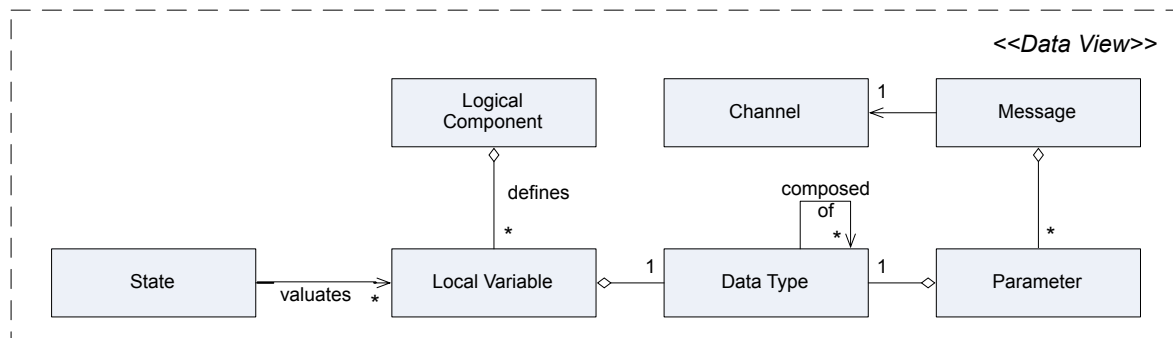 <<Data View>>
Logical
Component
Channel
1
Message
defines
*
composed
of
*
*
State
valuates
*
Local Variable
1
Data Type
1
Parameter